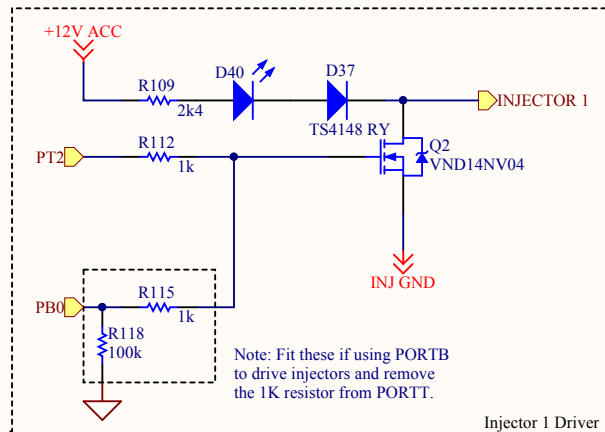 +12V ACC
R109
2k4
D40
D37
TS4148 RY
INJECTOR 1
PT2
R112
1k
Q2
VND14NV04
INJ GND
PB0
R115
1k
R118
100k
Note: Fit these if using PORTB
to drive injectors and remove
the 1K resistor from PORTT.
Injector 1 Driver